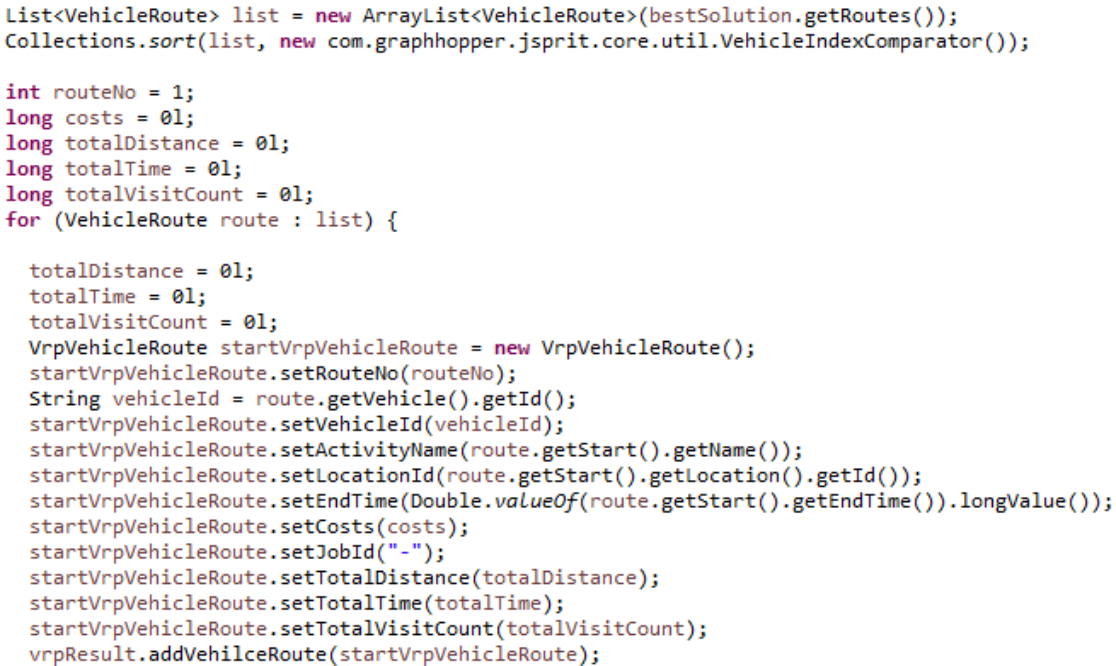 List<VehicleRoute> list = new ArrayList<VehicleRoute>(bestSolution.getRoutes());
Collections.sort(list, new com.graphhopper.jsprit.core.util.VehicleIndexComparator());

int routeNo = 1;
long costs = 0l;
long totalDistance = 0l;
long totalTime = 0l;
long totalVisitCount = 0l;
for (VehicleRoute route : list) {

  totalDistance = 0l;
  totalTime = 0l;
  totalVisitCount = 0l;
  VrpVehicleRoute startVrpVehicleRoute = new VrpVehicleRoute();
  startVrpVehicleRoute.setRouteNo(routeNo);
  String vehicleId = route.getVehicle().getId();
  startVrpVehicleRoute.setVehicleId(vehicleId);
  startVrpVehicleRoute.setActivityName(route.getStart().getName());
  startVrpVehicleRoute.setLocationId(route.getStart().getLocation().getId());
  startVrpVehicleRoute.setEndTime(Double.valueOf(route.getStart().getEndTime()).longValue());
  startVrpVehicleRoute.setCosts(costs);
  startVrpVehicleRoute.setJobId("-");
  startVrpVehicleRoute.setTotalDistance(totalDistance);
  startVrpVehicleRoute.setTotalTime(totalTime);
  startVrpVehicleRoute.setTotalVisitCount(totalVisitCount);
  vrpResult.addVehilceRoute(startVrpVehicleRoute);